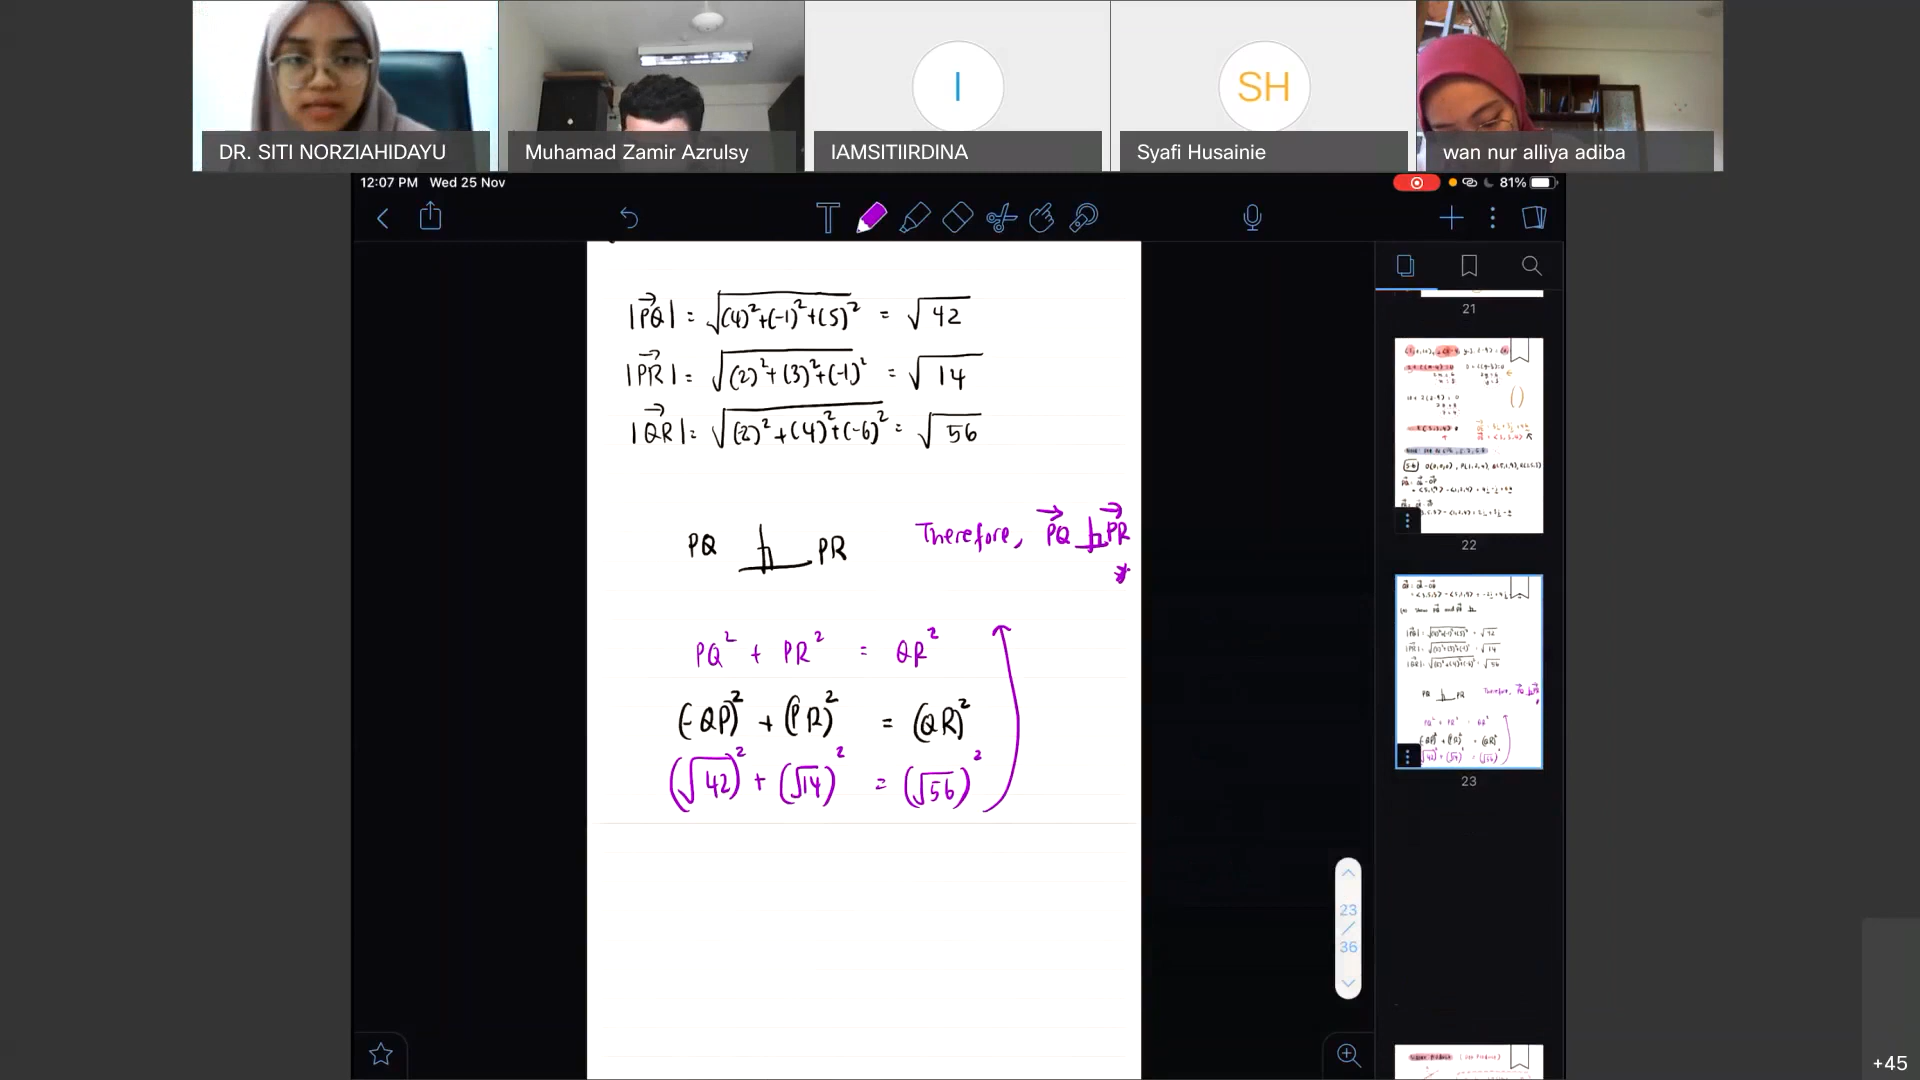 DR. SITI NORZIAHIDAYU
Muhamad Zamir Azrulsy
I
IAMSITIIRDINA
SH
Syafi Husainie
wan nur alliya adiba
12:07 PM Wed 25 Nov
81%
|PQ| = √(4)²+(-1)²+(5)² = √42
|PR| = √(2)²+(3)²+(-1)² = √14
|QR| = √(2)²+(4)²+(-6)² = √56
PQ ⊥ PR
Therefore, PQ ⊥ PR
PQ² + PR² = QR²
(-QP)² + (PR)² = (QR)²
(√42)² + (√14)² = (√56)²
21
22
23
23
/
36
+45